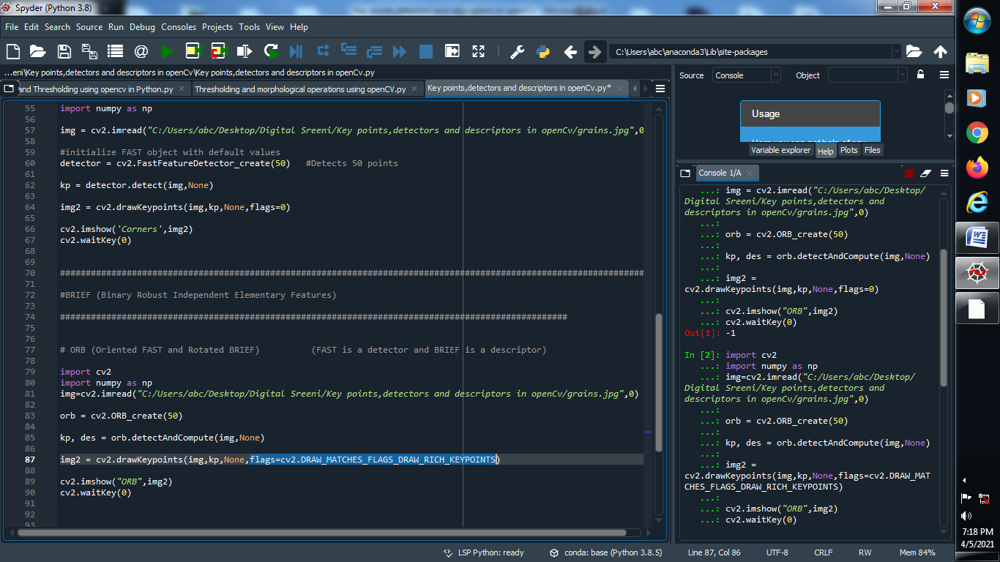 Spyder (Python 3.8)
File Edit Search Source Run Debug Consoles Projects Tools View Help
C:\Users\abc\anaconda3\Lib\site-packages
...eni\Key points,detectors and descriptors in openCv\Key points,detectors and descriptors in openCv.py
and Thresholding using opencv in Python.py
Thresholding and morphological operations using openCV.py
Key points,detectors and descriptors in openCv.py*
55 import numpy as np
56
57 img = cv2.imread("C:/Users/abc/Desktop/Digital Sreeni/Key points,detectors and descriptors in openCv/grains.jpg",0
58
59 #initialize FAST object with default values
60 detector = cv2.FastFeatureDetector_create(50) #Detects 50 points
61
62 kp = detector.detect(img,None)
63
64 img2 = cv2.drawKeypoints(img,kp,None,flags=0)
65
66 cv2.imshow('Corners',img2)
67 cv2.waitKey(0)
68
69
70 ##################################################################################################################
71
72 #BRIEF (Binary Robust Independent Elementary Features)
73
74 ###################################################################################################
75
76
77 # ORB (Oriented FAST and Rotated BRIEF) (FAST is a detector and BRIEF is a descriptor)
78
79 import cv2
80 import numpy as np
81 img=cv2.imread("C:/Users/abc/Desktop/Digital Sreeni/Key points,detectors and descriptors in openCv/grains.jpg",0)
82
83 orb = cv2.ORB_create(50)
84
85 kp, des = orb.detectAndCompute(img,None)
86
87 img2 = cv2.drawKeypoints(img,kp,None,flags=cv2.DRAW_MATCHES_FLAGS_DRAW_RICH_KEYPOINTS)
88
89 cv2.imshow("ORB",img2)
90 cv2.waitKey(0)
91
92
93
Source Console Object
Usage
Variable explorer Help Plots Files
Console 1/A
...: img = cv2.imread("C:/Users/abc/Desktop/
Digital Sreeni/Key points,detectors and
descriptors in openCv/grains.jpg",0)
...:
...: orb = cv2.ORB_create(50)
...:
...: kp, des = orb.detectAndCompute(img,None)
...:
...: img2 =
cv2.drawKeypoints(img,kp,None,flags=0)
...:
...: cv2.imshow("ORB",img2)
...: cv2.waitKey(0)
Out[1]: -1
In [2]: import cv2
...: import numpy as np
...: img=cv2.imread("C:/Users/abc/Desktop/
Digital Sreeni/Key points,detectors and
descriptors in openCv/grains.jpg",0)
...:
...: orb = cv2.ORB_create(50)
...:
...: kp, des = orb.detectAndCompute(img,None)
...:
...: img2 =
cv2.drawKeypoints(img,kp,None,flags=cv2.DRAW_MAT
CHES_FLAGS_DRAW_RICH_KEYPOINTS)
...:
...: cv2.imshow("ORB",img2)
...: cv2.waitKey(0)
LSP Python: ready conda: base (Python 3.8.5) Line 87, Col 86 UTF-8 CRLF RW Mem 84%
7:18 PM
4/5/2021